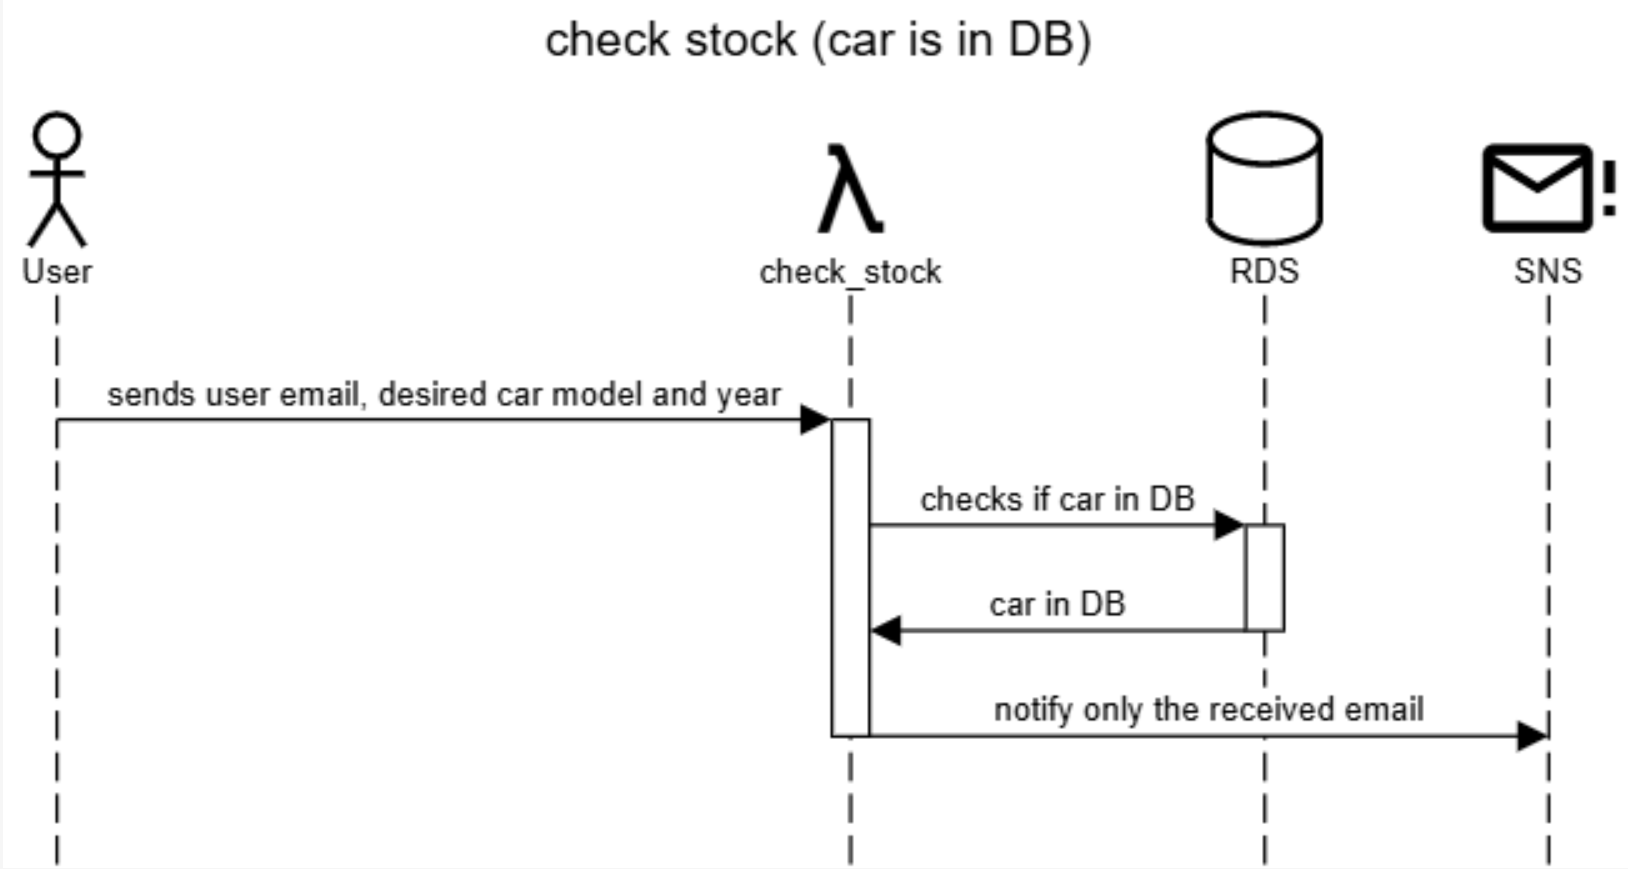 check stock (car is in DB)
λ
!
User
check_stock
RDS
SNS
sends user email, desired car model and year
checks if car in DB
car in DB
notify only the received email